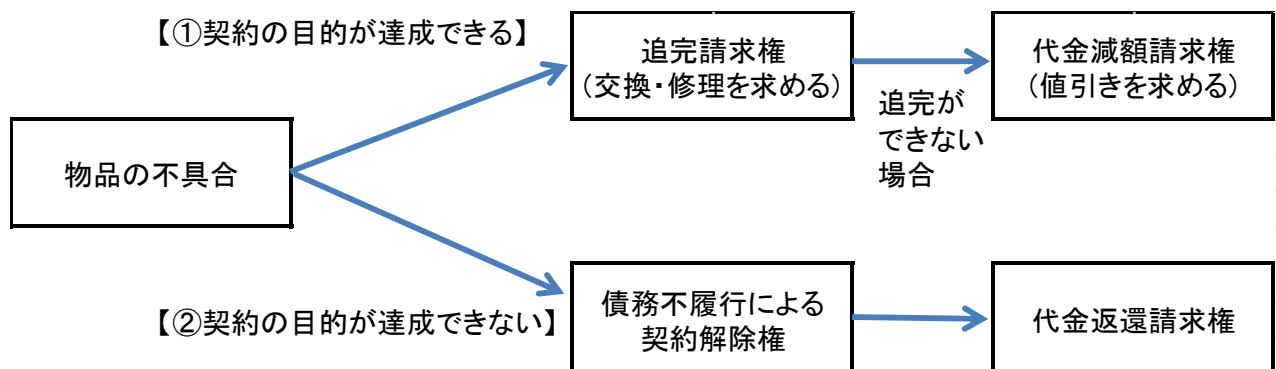 【①契約の目的が達成できる】
追完請求権
(交換・修理を求める)
代金減額請求権
(値引きを求める)
追完が
できない
場合
物品の不具合
【②契約の目的が達成できない】
債務不履行による
契約解除権
代金返還請求権